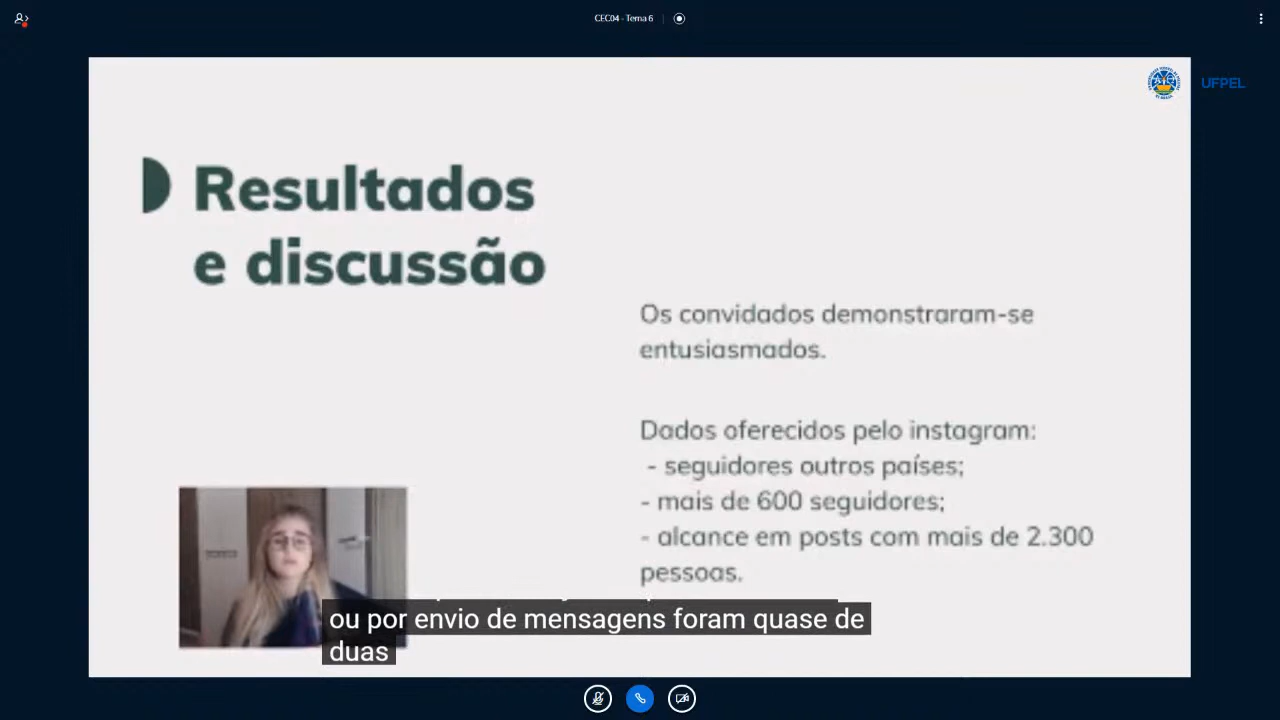 CEC04 - Tema 6
UFPEL
Resultados
e discussão
Os convidados demonstraram-se
entusiasmados.
Dados oferecidos pelo instagram:
- seguidores outros países;
- mais de 600 seguidores;
- alcance em posts com mais de 2.300
pessoas.
ou por envio de mensagens foram quase de
duas